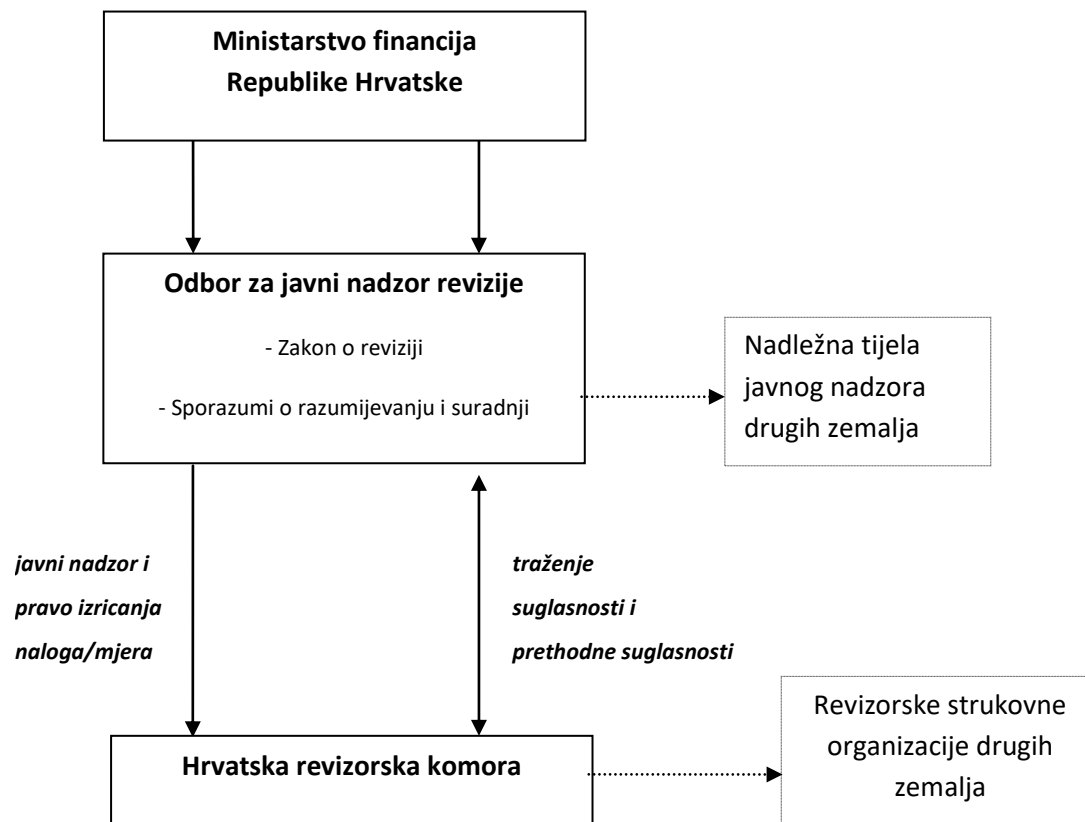 Ministarstvo financija
Republike Hrvatske
Odbor za javni nadzor revizije
- Zakon o reviziji
- Sporazumi o razumijevanju i suradnji
Nadležna tijela
javnog nadzora
drugih zemalja
javni nadzor i
pravo izricanja
naloga/mjera
traženje
suglasnosti i
prethodne suglasnosti
Hrvatska revizorska komora
Revizorske strukovne
organizacije drugih
zemalja